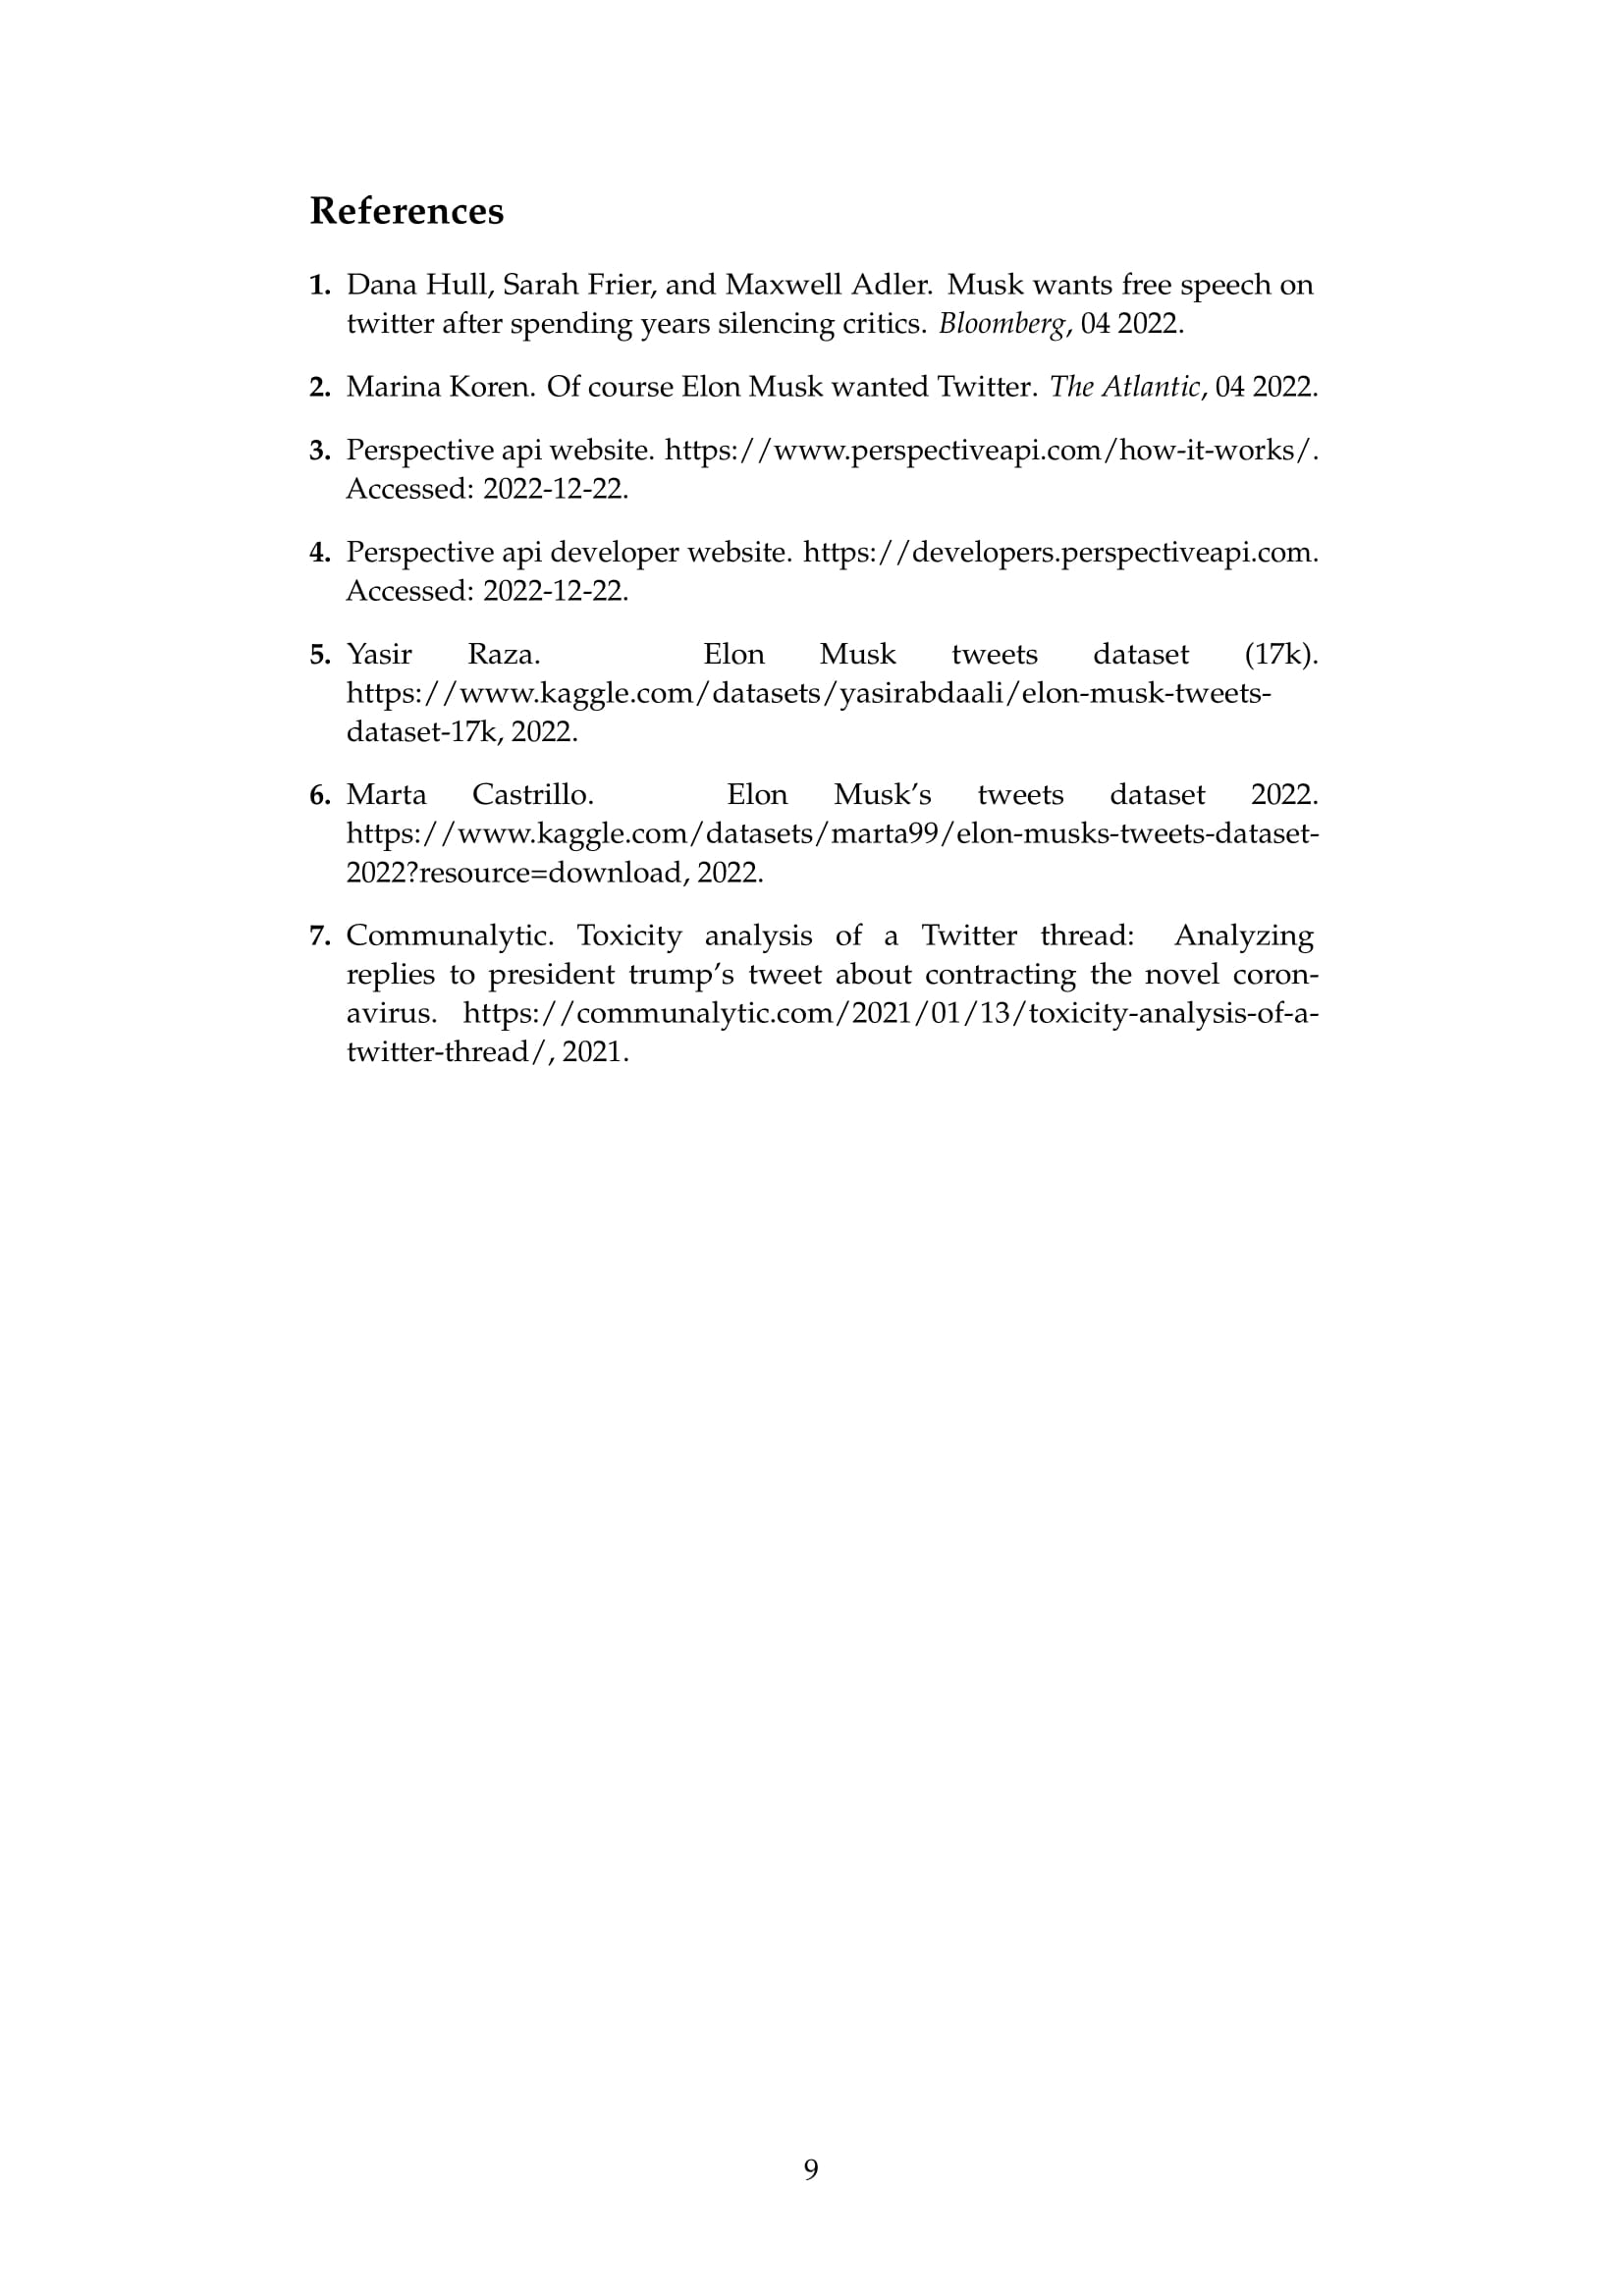 References
1. Dana Hull, Sarah Frier, and Maxwell Adler. Musk wants free speech on
twitter after spending years silencing critics. Bloomberg, 04 2022.
2. Marina Koren. Of course Elon Musk wanted Twitter. The Atlantic, 04 2022.
3. Perspective api website. https://www.perspectiveapi.com/how-it-works/.
Accessed: 2022-12-22.
4. Perspective api developer website. https://developers.perspectiveapi.com.
Accessed: 2022-12-22.
5. Yasir Raza. Elon Musk tweets dataset (17k).
https://www.kaggle.com/datasets/yasirabdaali/elon-musk-tweets-
dataset-17k, 2022.
6. Marta Castrillo. Elon Musk’s tweets dataset 2022.
https://www.kaggle.com/datasets/marta99/elon-musks-tweets-dataset-
2022?resource=download, 2022.
7. Communalytic. Toxicity analysis of a Twitter thread: Analyzing
replies to president trump’s tweet about contracting the novel coron-
avirus. https://communalytic.com/2021/01/13/toxicity-analysis-of-a-
twitter-thread/, 2021.
9